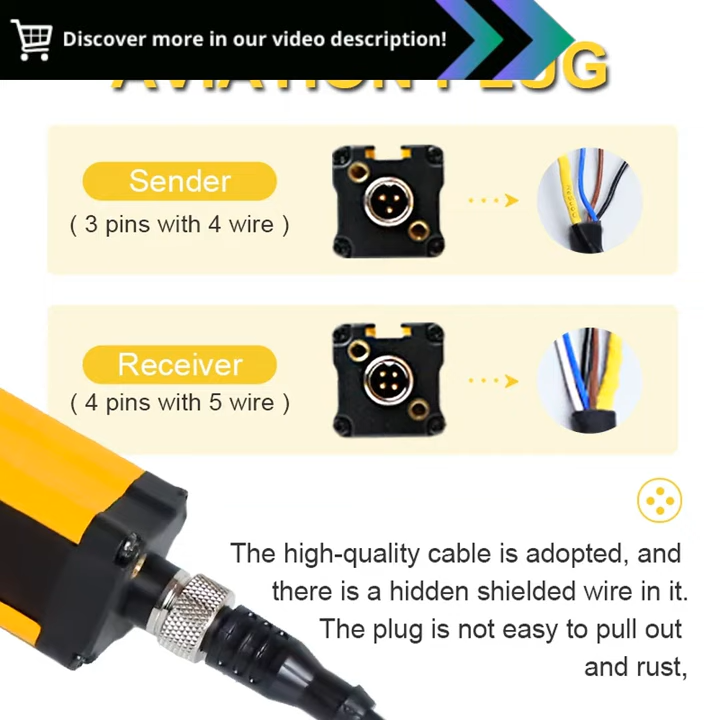 Discover more in our video description!
AVIATION PLUG
Sender
( 3 pins with 4 wire )
Receiver
( 4 pins with 5 wire )
The high-quality cable is adopted, and
there is a hidden shielded wire in it.
The plug is not easy to pull out
and rust,